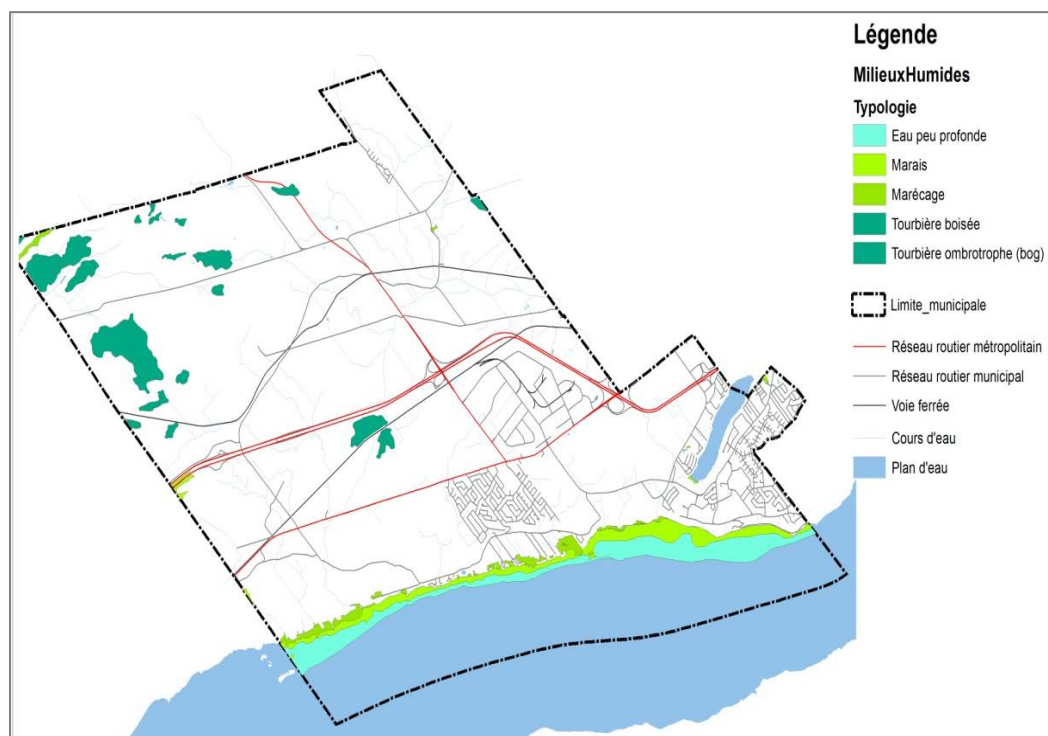 Légende
MilieuxHumides
Typologie
Eau peu profonde
Marais
Marécage
Tourbière boisée
Tourbière ombrotrophe (bog)
Limite_municipale
Réseau routier métropolitain
Réseau routier municipal
Voie ferrée
Cours d'eau
Plan d'eau